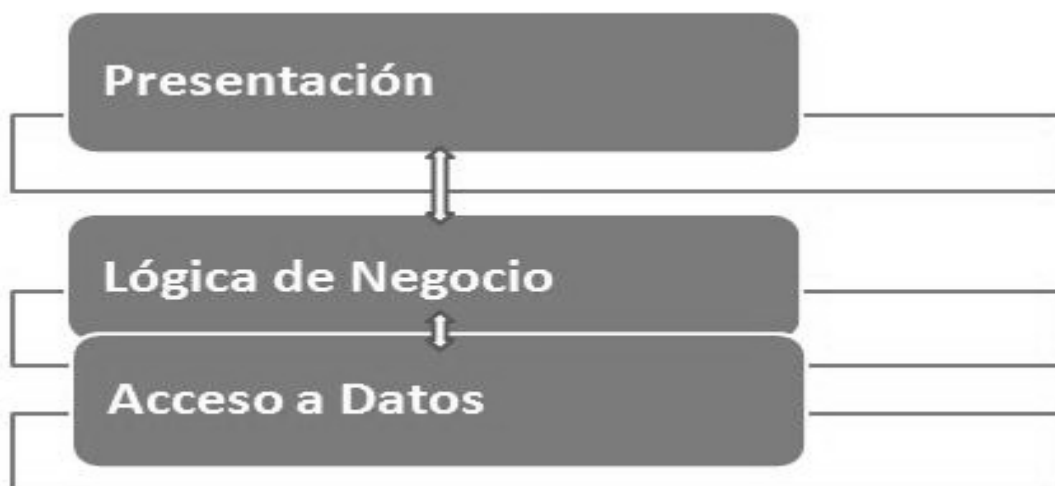 Presentación
Lógica de Negocio
Acceso a Datos